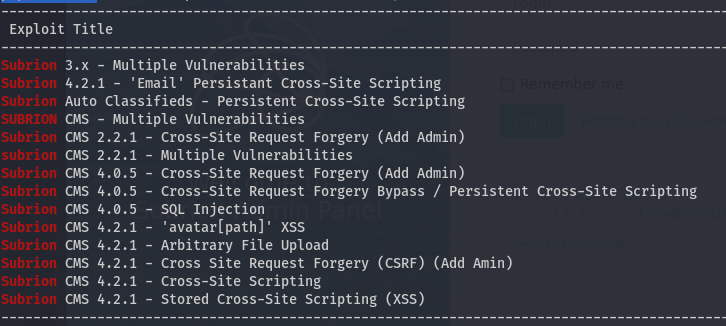 Exploit Title
Subrion 3.x - Multiple Vulnerabilities
Subrion 4.2.1 - 'Email' Persistant Cross-Site Scripting
Subrion Auto Classifieds - Persistent Cross-Site Scripting
SUBRION CMS - Multiple Vulnerabilities
Subrion CMS 2.2.1 - Cross-Site Request Forgery (Add Admin)
subrion CMS 2.2.1 - Multiple Vulnerabilities
Subrion CMS 4.0.5 - Cross-Site Request Forgery (Add Admin)
Subrion CMS 4.0.5 - Cross-Site Request Forgery Bypass / Persistent Cross-Site Scripting
Subrion CMS 4.0.5 - SQL Injection
Subrion CMS 4.2.1 - 'avatar[path]' XSS
Subrion CMS 4.2.1 - Arbitrary File Upload
Subrion CMS 4.2.1 - Cross Site Request Forgery (CSRF) (Add Amin)
Subrion CMS 4.2.1 - Cross-Site Scripting
Subrion CMS 4.2.1 - Stored Cross-Site Scripting (XSS)
Remember me
Login
Admin Panel